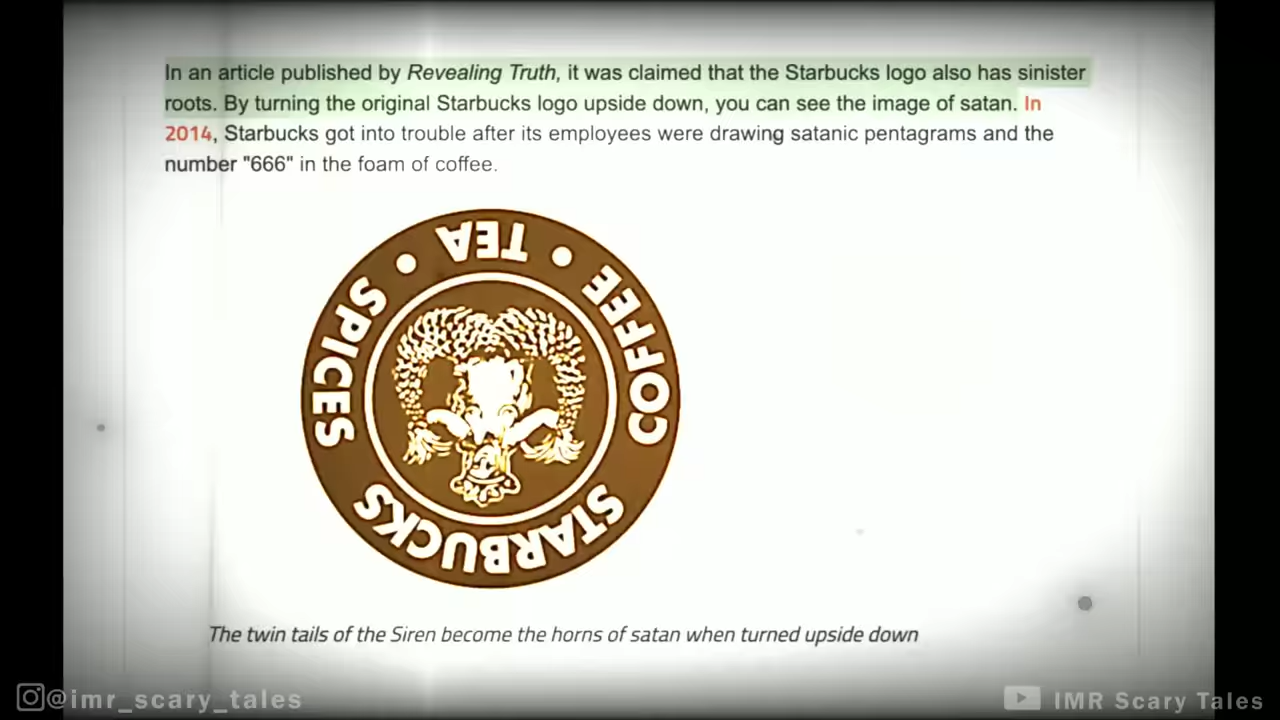 In an article published by Revealing Truth, it was claimed that the Starbucks logo also has sinister
roots. By turning the original Starbucks logo upside down, you can see the image of satan. In
2014, Starbucks got into trouble after its employees were drawing satanic pentagrams and the
number "666" in the foam of coffee.
STARBUCKS
COFFEE • TEA • SPICES
The twin tails of the Siren become the horns of satan when turned upside down
@imr_scary_tales
IMR Scary Tales